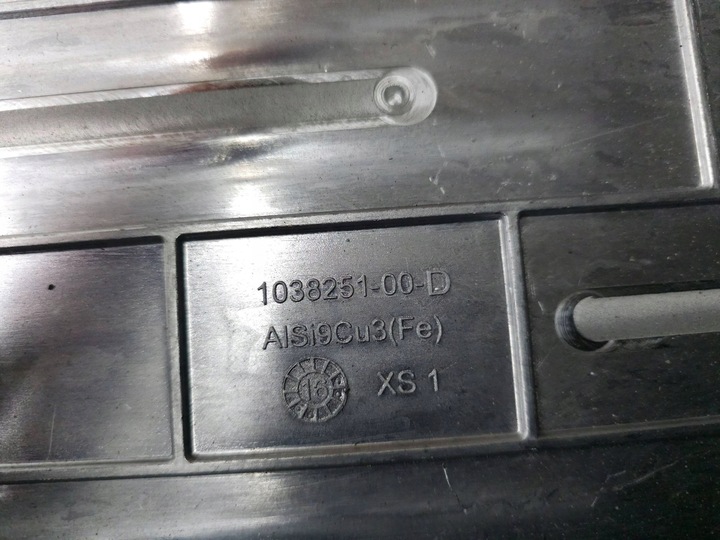 1038251-00-D
AlSi9Cu3(Fe)
16 XS 1